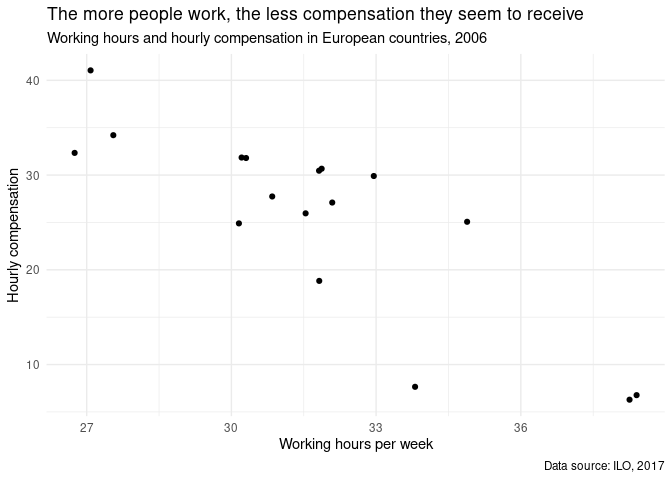 The more people work, the less compensation they seem to receive
Working hours and hourly compensation in European countries, 2006
40
30
20
10
Hourly compensation
27 30 33 36
Working hours per week
Data source: ILO, 2017